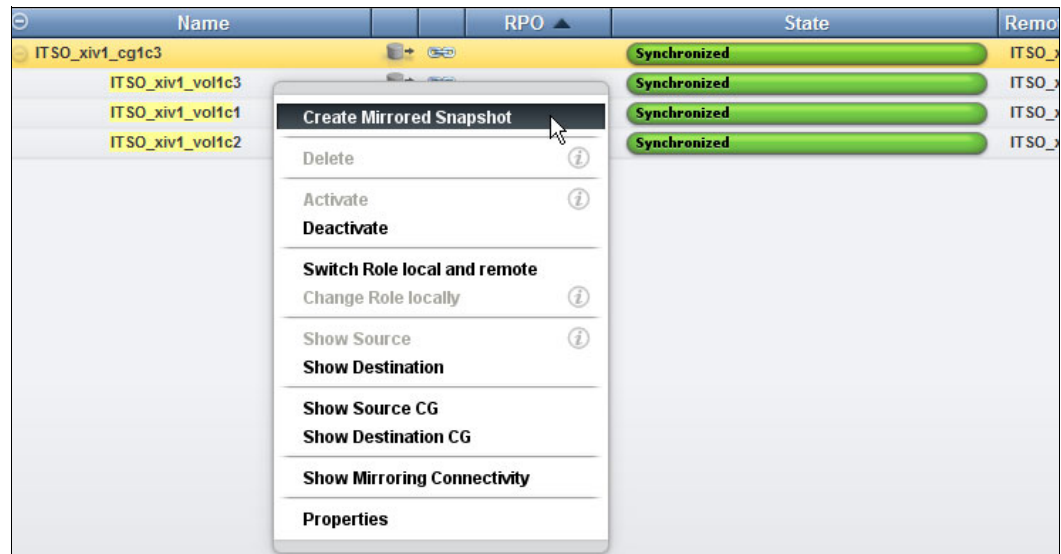 Name RPO State Remo
ITSO_xiv1_cg1c3 Synchronized ITSO_x
ITSO_xiv1_vol1c3 Synchronized ITSO_x
ITSO_xiv1_vol1c1 Synchronized ITSO_x
ITSO_xiv1_vol1c2 Synchronized ITSO_x
Create Mirrored Snapshot
Delete
Activate
Deactivate
Switch Role local and remote
Change Role locally
Show Source
Show Destination
Show Source CG
Show Destination CG
Show Mirroring Connectivity
Properties